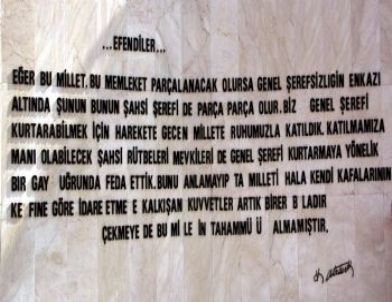 ...EFENDİLER...
EĞER BU MİLLET, BU MEMLEKET PARÇALANACAK OLURSA GENEL ŞEREFSİZLİGİN ENKAZI
ALTINDA ŞUNUN BUNUN ŞAHSİ ŞEREFİ DE PARÇA PARÇA OLUR. BİZ GENEL ŞEREFİ
KURTARABİLMEK İÇİN HAREKETE GEÇEN MİLLETE RUHUMUZLA KATILDIK. KATILMAMIZA
MANI OLABİLECEK ŞAHSİ RÜTBELERİ MEVKİLERİ DE GENEL ŞEREFİ KURTARMAYA YÖNELİK
BİR GAY UĞRUNDA FEDA ETTİK. BUNU ANLAMAYIP TA MİLLETİ HALA KENDİ KAFALARININ
KE FINE GÖRE İDARE ETME E KALKIŞAN KUVVETLER ARTIK BİRER B LADIR
ÇEKMEYE DE BU Mİ LE İN TAHAMMÜ Ü ALMAMIŞTIR.